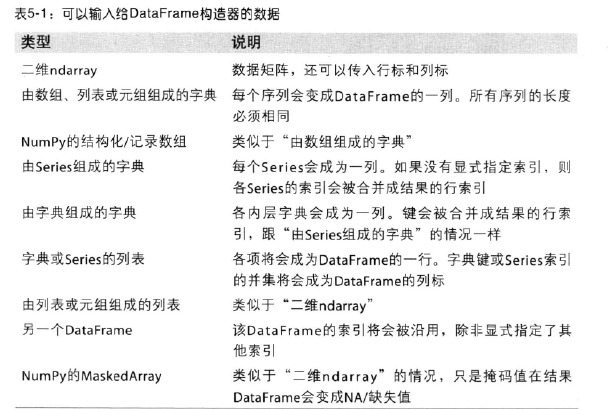 表5-1：可以输入给DataFrame构造器的数据
类型 说明
二维ndarray 数据矩阵，还可以传入行标和列标
由数组、列表或元组组成的字典 每个序列会变成DataFrame的一列。所有序列的长度
必须相同
NumPy的结构化/记录数组 类似于“由数组组成的字典”
由Series组成的字典 每个Series会成为一列。如果没有显式指定索引，则
各Series的索引会被合并成结果的行索引
由字典组成的字典 各内层字典会成为一列。键会被合并成结果的行索
引，跟“由Series组成的字典”的情况一样
字典或Series的列表 各项将会成为DataFrame的一行。字典键或Series索引
的并集将会成为DataFrame的列标
由列表或元组组成的列表 类似于“二维ndarray”
另一个DataFrame 该DataFrame的索引将会被沿用，除非显式指定了其
他索引
NumPy的MaskedArray 类似于“二维ndarray”的情况，只是掩码值在结果
DataFrame会变成NA/缺失值